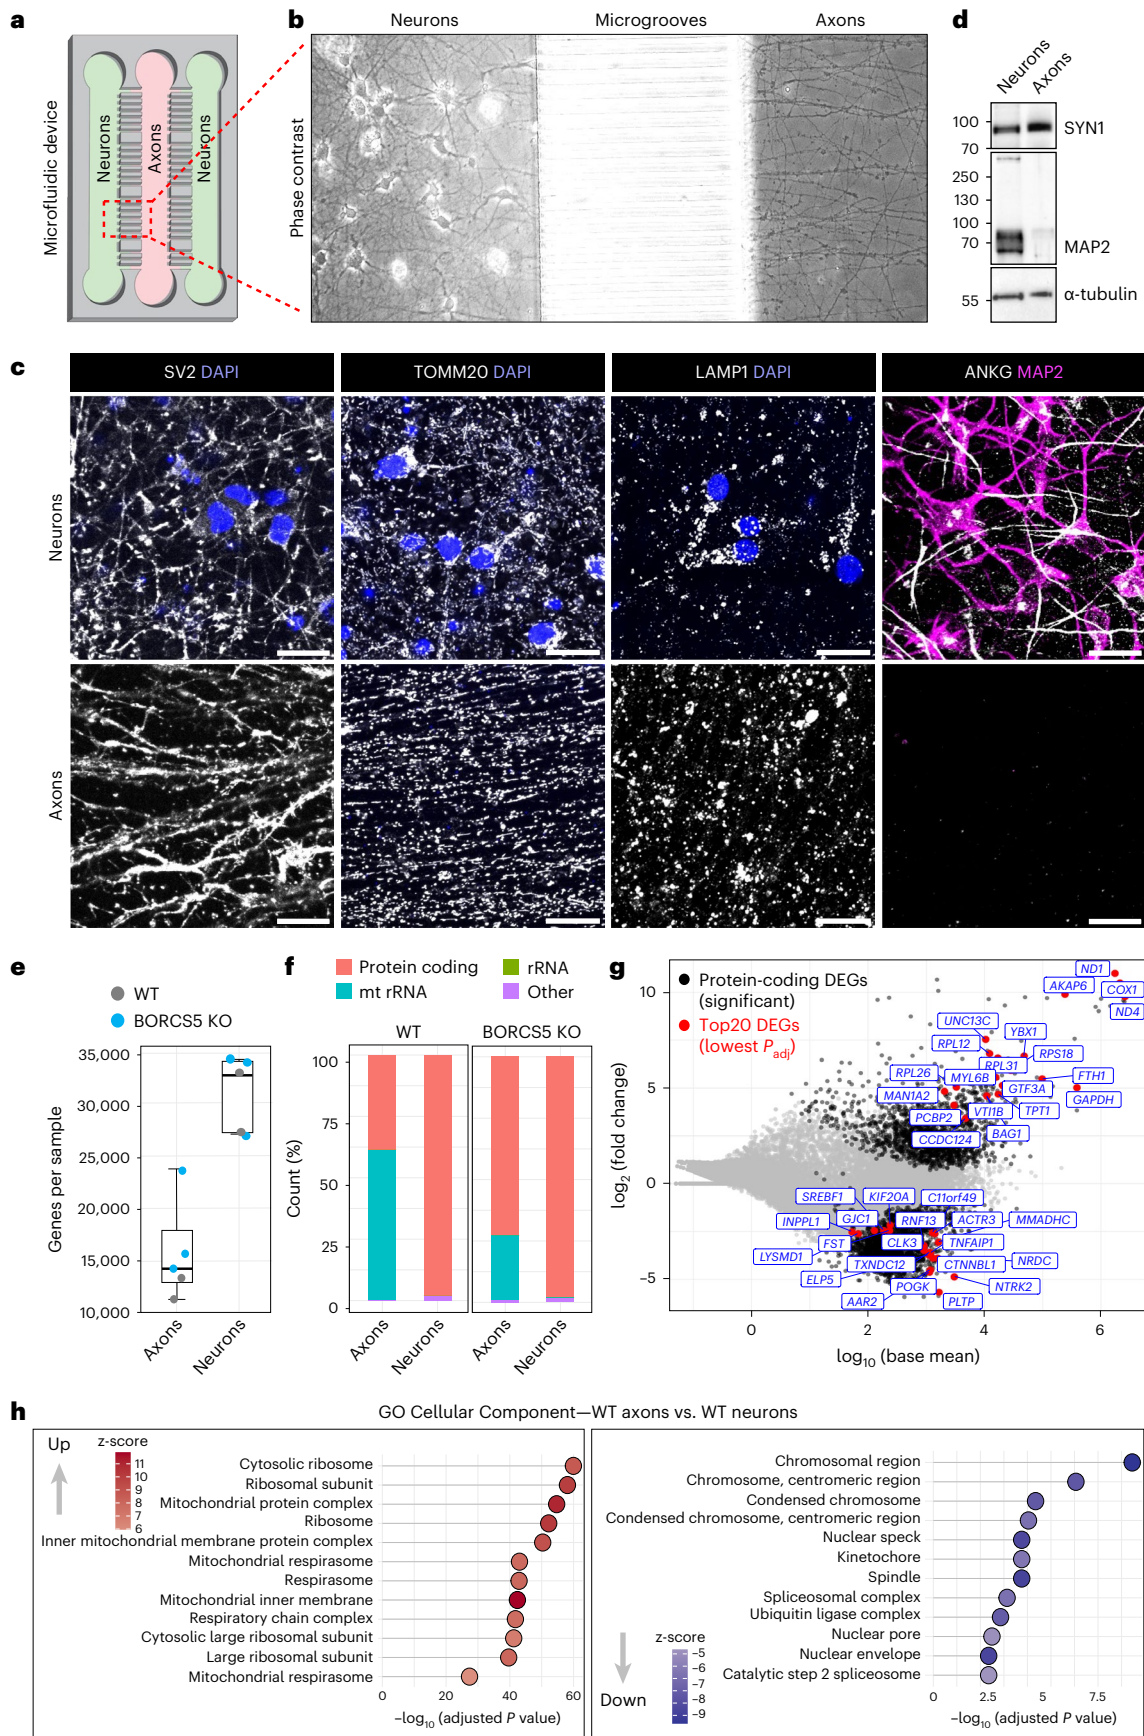 a
Microfluidic device
Neurons
Axons
Neurons
b
Neurons
Microgrooves
Axons
Phase contrast
d
Neurons
Axons
100
70
SYN1
250
130
100
70
MAP2
55
α-tubulin
c
SV2 DAPI
TOMM20 DAPI
LAMP1 DAPI
ANKG MAP2
Neurons
Axons
e
WT
BORCS5 KO
Genes per sample
35,000
30,000
25,000
20,000
15,000
10,000
Axons
Neurons
f
Protein coding
rRNA
mt rRNA
Other
WT
BORCS5 KO
Count (%)
100
75
50
25
0
Axons
Neurons
Axons
Neurons
g
Protein-coding DEGs
(significant)
Top20 DEGs
(lowest Padj)
log2 (fold change)
10
5
0
−5
ND1
AKAP6
COX1
ND4
UNC13C
YBX1
RPL12
RPS18
RPL31
RPL26
MYL6B
FTH1
GTF3A
MAN1A2
GAPDH
PCBP2
VTI1B
TPT1
BAG1
CCDC124
SREBF1
KIF20A
C11orf49
INPPL1
GJC1
RNF13
ACTR3
MMADHC
FST
CLK3
TNFAIP1
LYSMD1
TXNDC12
CTNNBL1
NRDC
ELP5
POGK
NTRK2
AAR2
PLTP
0
2
4
6
log10 (base mean)
h
GO Cellular Component—WT axons vs. WT neurons
Up
z-score
11
10
9
8
7
6
Cytosolic ribosome
Ribosomal subunit
Mitochondrial protein complex
Ribosome
Inner mitochondrial membrane protein complex
Mitochondrial respirasome
Respirasome
Mitochondrial inner membrane
Respiratory chain complex
Cytosolic large ribosomal subunit
Large ribosomal subunit
Mitochondrial respirasome
0
20
40
60
−log10 (adjusted P value)
Chromosomal region
Chromosome, centromeric region
Condensed chromosome
Condensed chromosome, centromeric region
Nuclear speck
Kinetochore
Spindle
Spliceosomal complex
Ubiquitin ligase complex
Nuclear pore
Nuclear envelope
Catalytic step 2 spliceosome
Down
z-score
−5
−6
−7
−8
−9
0
2.5
5
7.5
−log10 (adjusted P value)